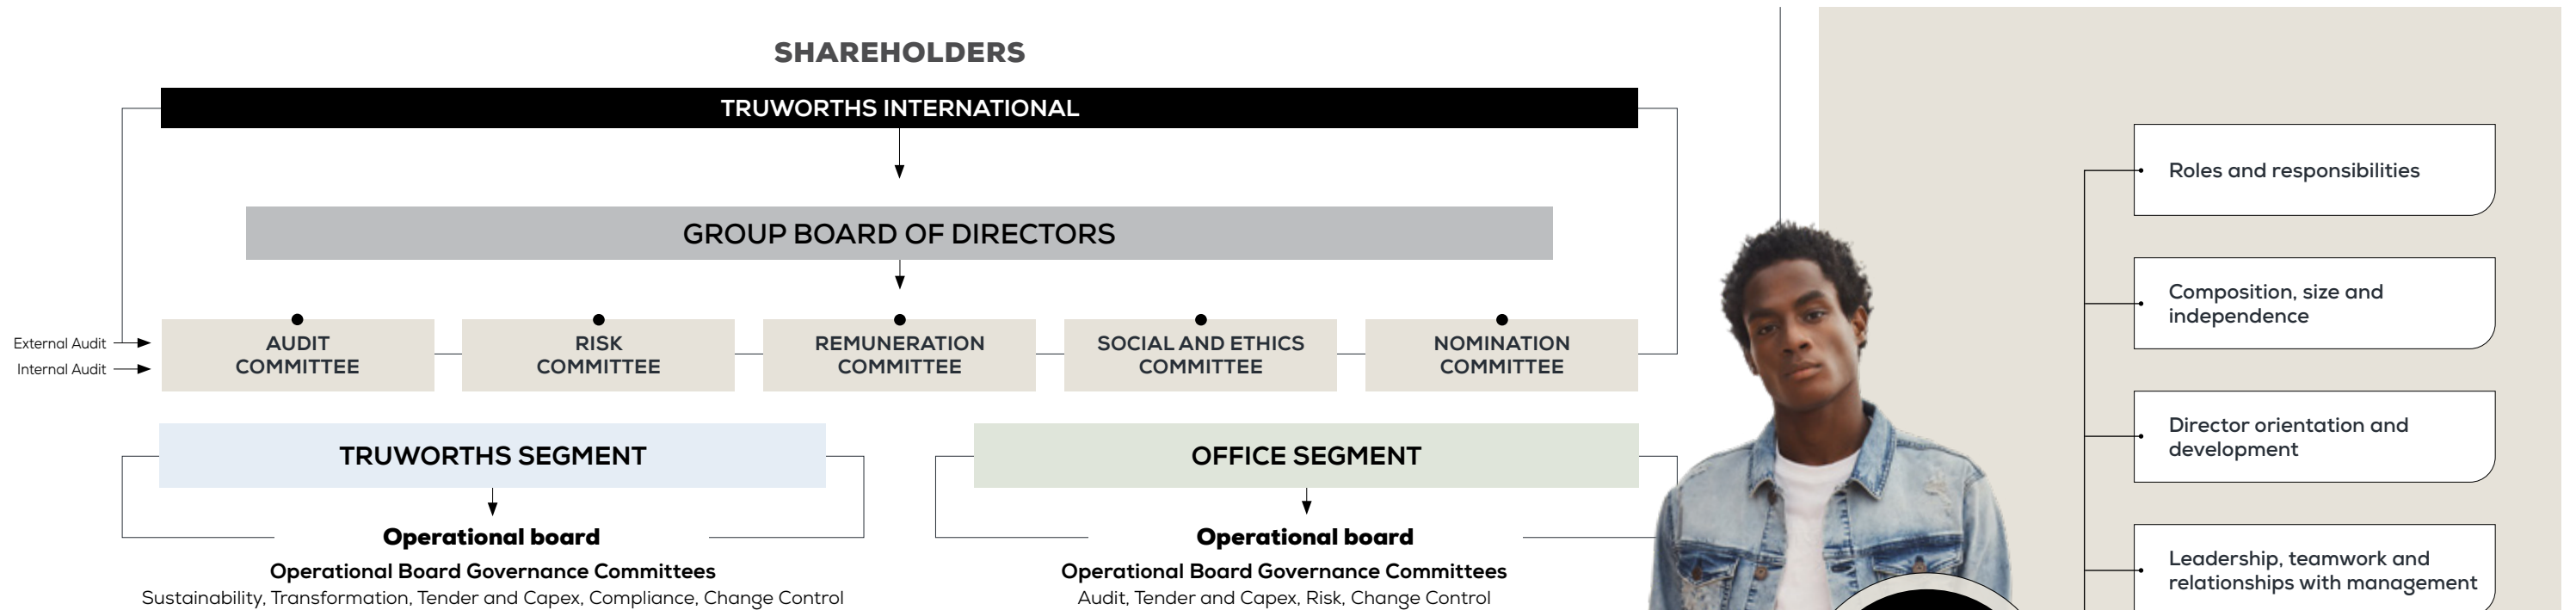 SHAREHOLDERS
TRUWORTHS INTERNATIONAL
GROUP BOARD OF DIRECTORS
External Audit
Internal Audit
AUDIT
COMMITTEE
RISK
COMMITTEE
REMUNERATION
COMMITTEE
SOCIAL AND ETHICS
COMMITTEE
NOMINATION
COMMITTEE
TRUWORTHS SEGMENT
Operational board
Operational Board Governance Committees
Sustainability, Transformation, Tender and Capex, Compliance, Change Control
OFFICE SEGMENT
Operational board
Operational Board Governance Committees
Audit, Tender and Capex, Risk, Change Control
Roles and responsibilities
Composition, size and
independence
Director orientation and
development
Leadership, teamwork and
relationships with management